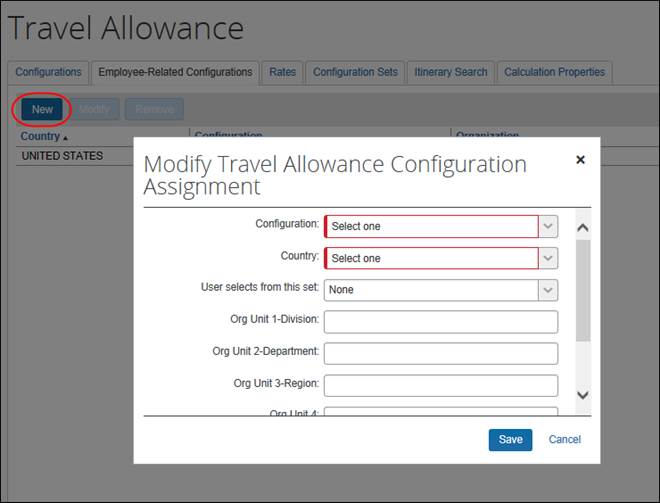 Travel Allowance
Configurations Employee-Related Configurations Rates Configuration Sets Itinerary Search Calculation Properties
New Modify Remove
Country Configuration Organization
UNITED STATES
Modify Travel Allowance Configuration
Assignment
Configuration: Select one
Country: Select one
User selects from this set: None
Org Unit 1-Division:
Org Unit 2-Department:
Org Unit 3-Region:
Org Unit 4:
Save Cancel